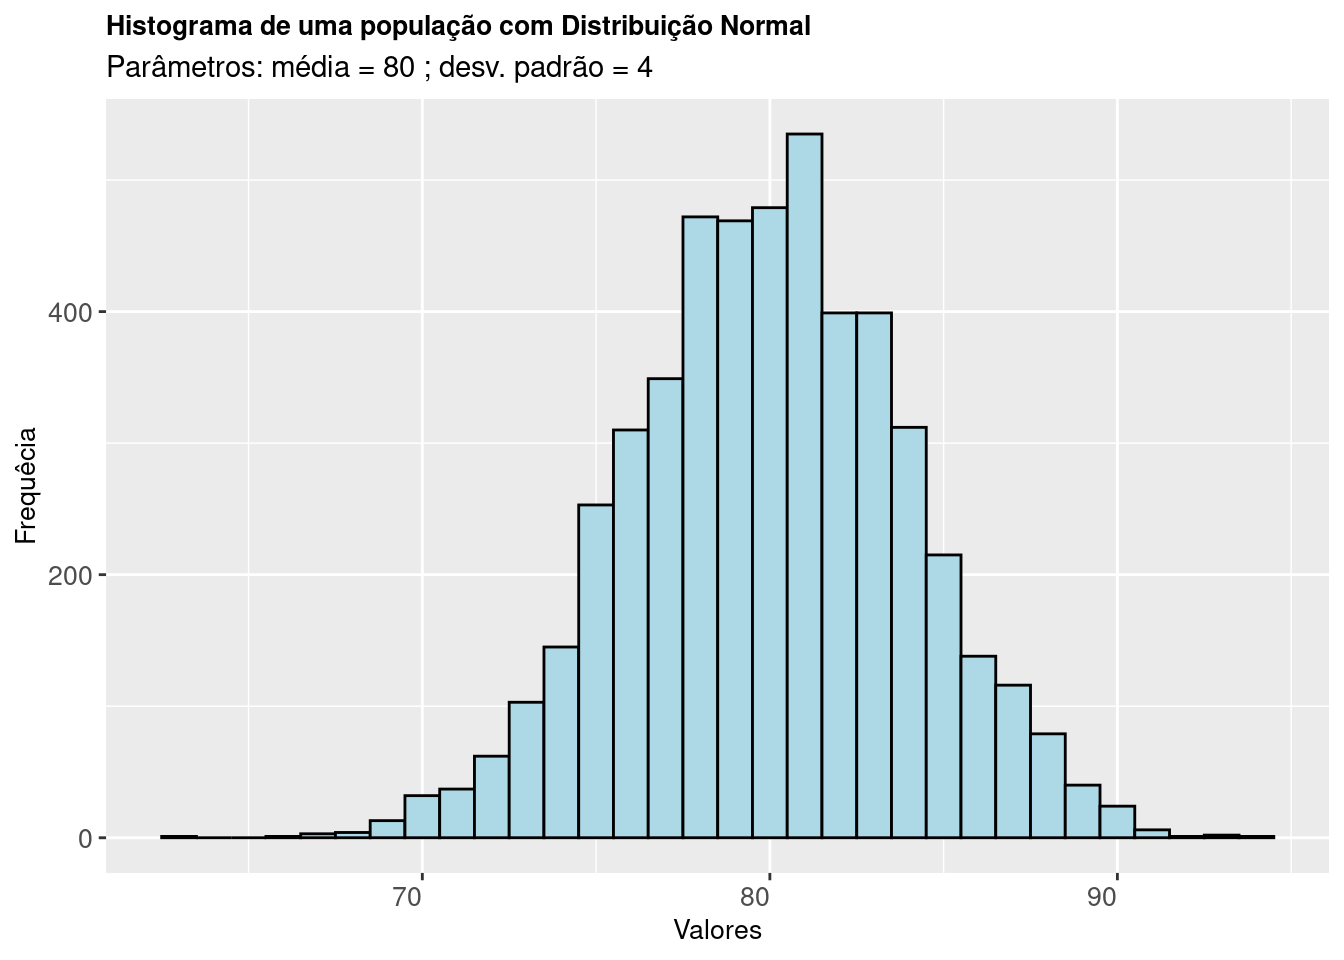 Histograma de uma população com Distribuição Normal
Parâmetros: média = 80 ; desv. padrão = 4
Frequêcia
400
200
0
70 80 90
Valores